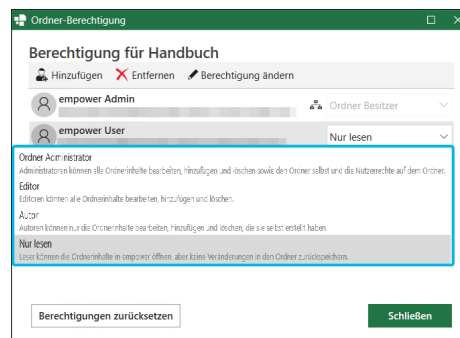 Ordner-Berechtigung
Berechtigung für Handbuch
Hinzufügen Entfernen Berechtigung ändern
empower Admin
Ordner Besitzer
empower User
Nur lesen
Ordner Administrator
Administratoren können alle Ordnerinhalte bearbeiten, hinzufügen und löschen sowie den Ordner selbst und die Nutzerrechte auf dem Ordner.
Editor
Editoren können alle Ordnerinhalte bearbeiten, hinzufügen und löschen.
Autor
Autoren können nur die Ordnerinhalte bearbeiten, hinzufügen und löschen, die sie selbst erstellt haben.
Nur lesen
Leser können die Ordnerinhalte in empower öffnen, aber keine Veränderungen in den Ordner zurückspeichern.
Berechtigungen zurücksetzen
Schließen